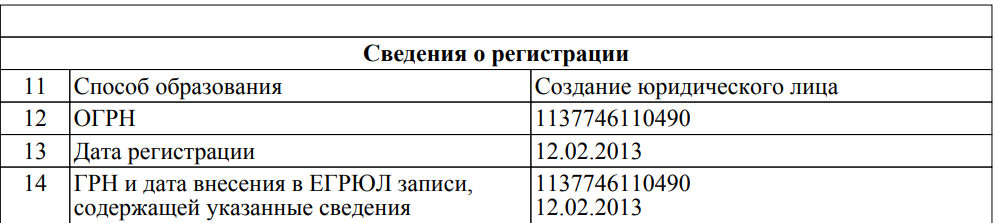 Сведения о регистрации
11 Способ образования Создание юридического лица
12 ОГРН 1137746110490
13 Дата регистрации 12.02.2013
14 ГРН и дата внесения в ЕГРЮЛ записи, 1137746110490
содержащей указанные сведения 12.02.2013